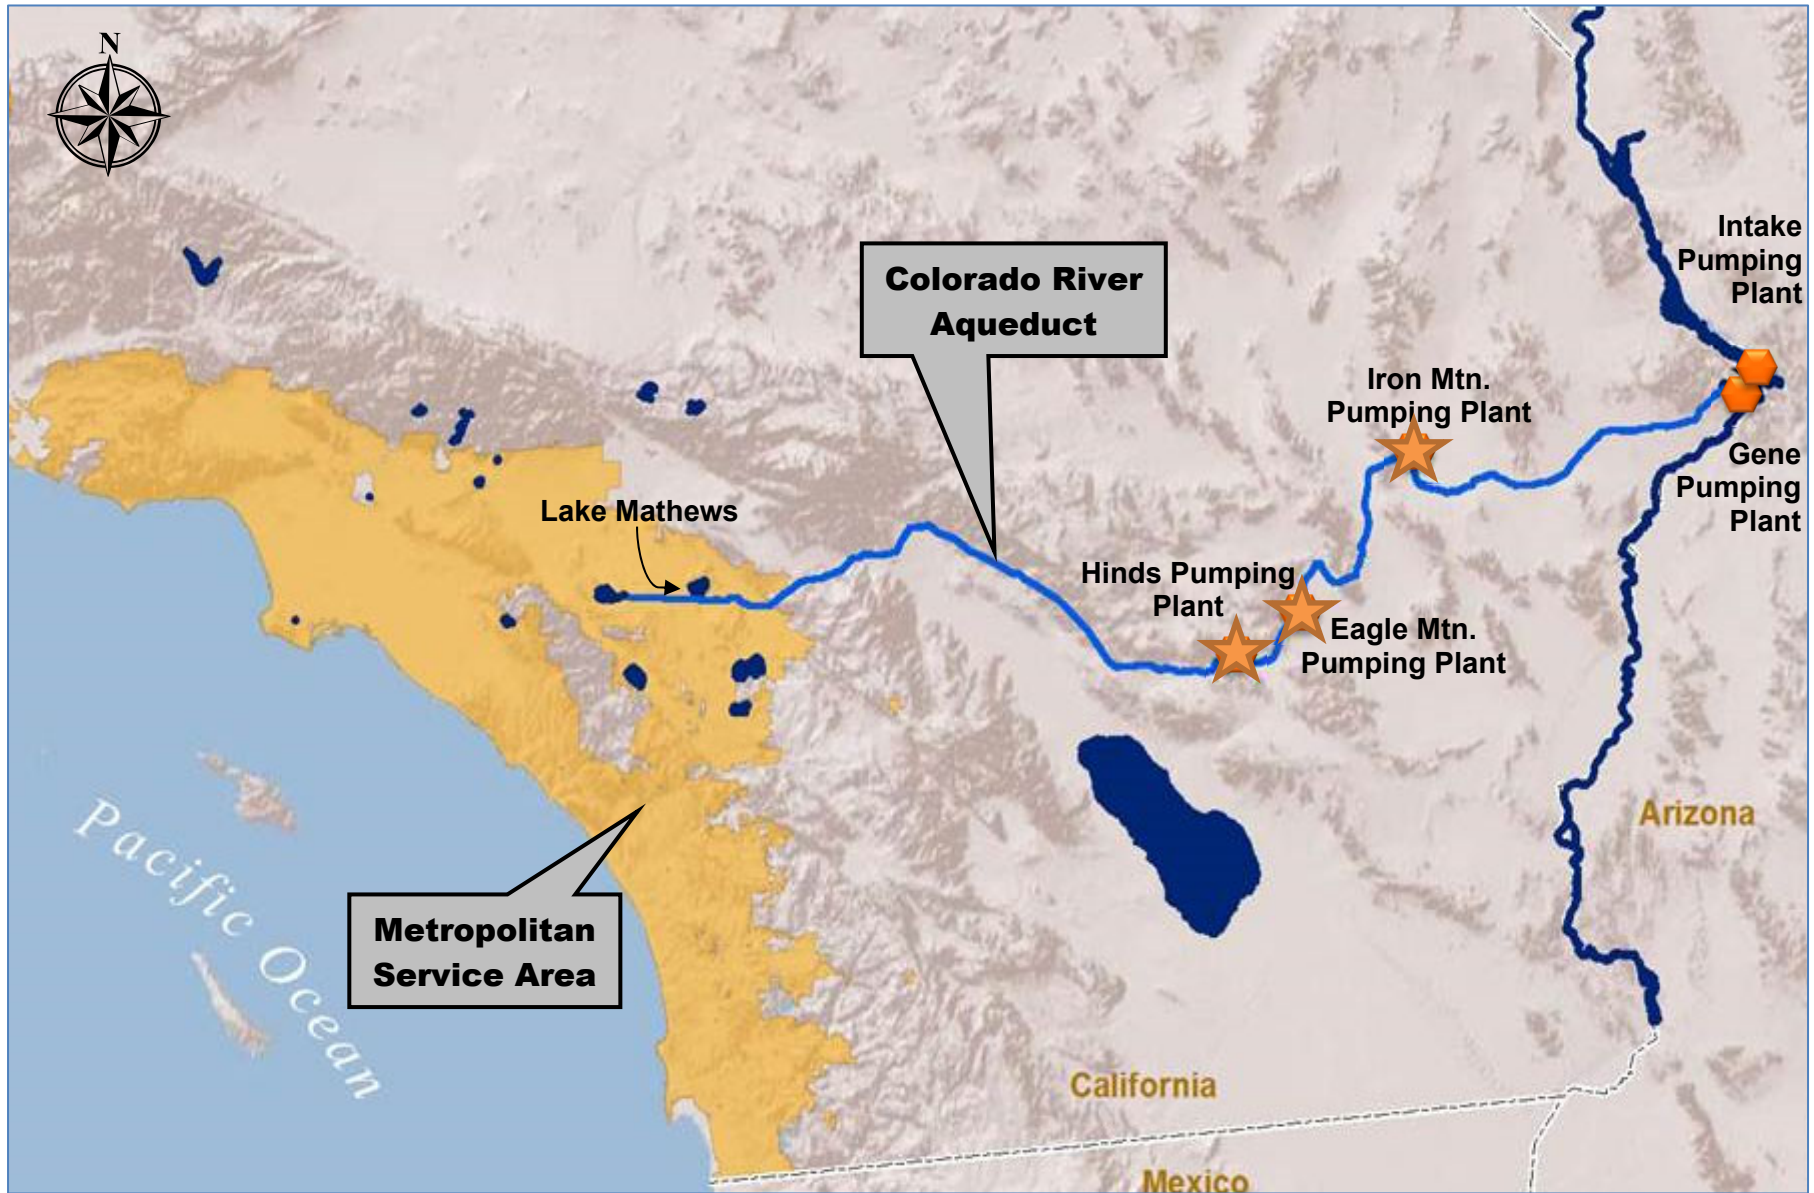 N
Intake
Pumping
Plant
Colorado River
Aqueduct
Iron Mtn.
Pumping Plant
Gene
Pumping
Plant
Lake Mathews
Hinds Pumping
Plant
Eagle Mtn.
Pumping Plant
Arizona
Pacific Ocean
Metropolitan
Service Area
California
Mexico